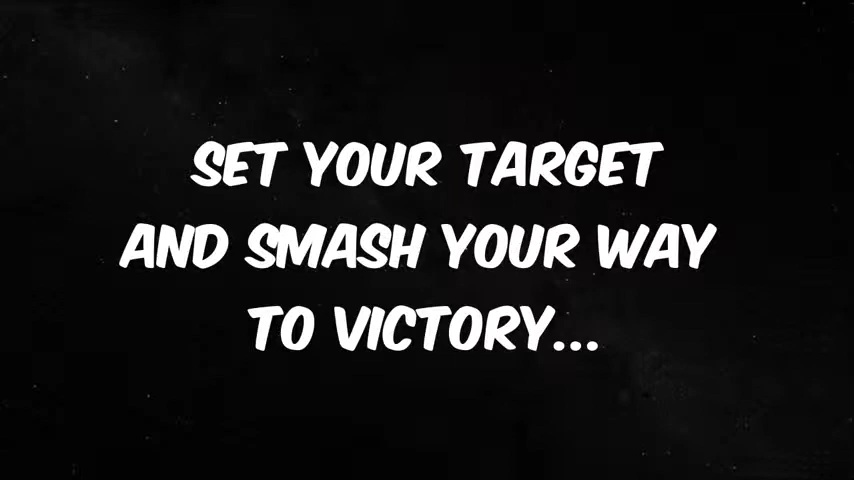 SET YOUR TARGET
AND SMASH YOUR WAY
TO VICTORY...